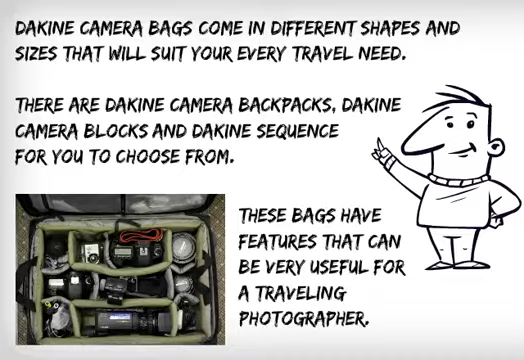 DAKINE CAMERA BAGS COME IN DIFFERENT SHAPES AND
SIZES THAT WILL SUIT YOUR EVERY TRAVEL NEED.
THERE ARE DAKINE CAMERA BACKPACKS, DAKINE
CAMERA BLOCKS AND DAKINE SEQUENCE
FOR YOU TO CHOOSE FROM.
THESE BAGS HAVE
FEATURES THAT CAN
BE VERY USEFUL FOR
A TRAVELING
PHOTOGRAPHER.